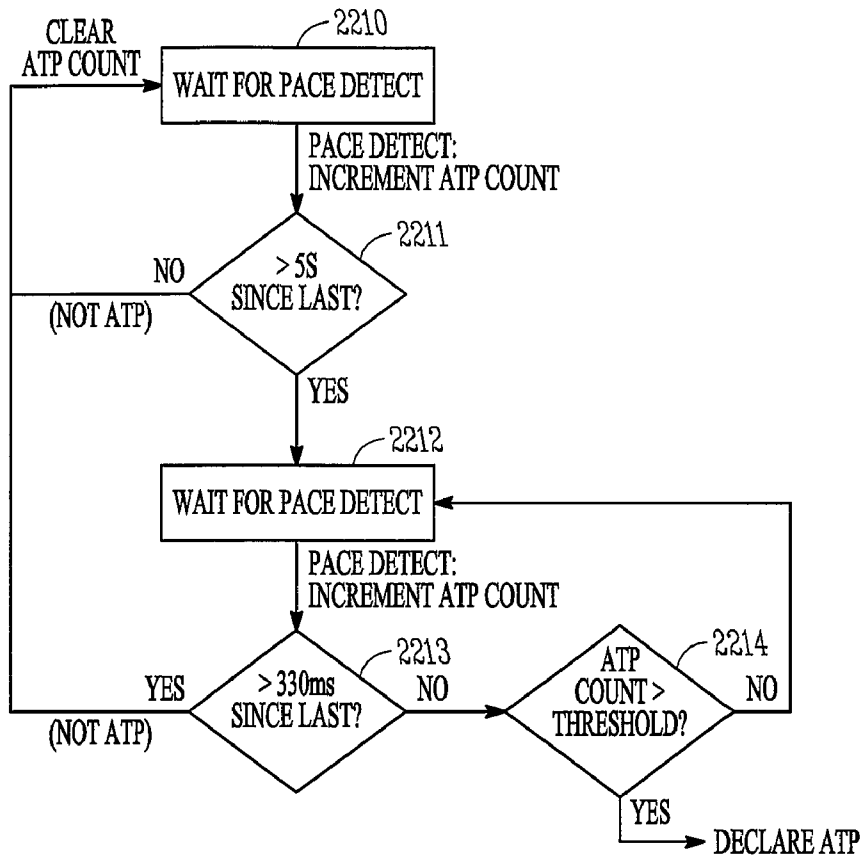 2210
CLEAR
ATP COUNT
WAIT FOR PACE DETECT
PACE DETECT:
INCREMENT ATP COUNT
2211
> 5S
SINCE LAST?
NO
(NOT ATP)
YES
2212
WAIT FOR PACE DETECT
PACE DETECT:
INCREMENT ATP COUNT
2213
> 330ms
SINCE LAST?
YES
(NOT ATP)
NO
2214
ATP
COUNT >
THRESHOLD?
NO
YES
DECLARE ATP